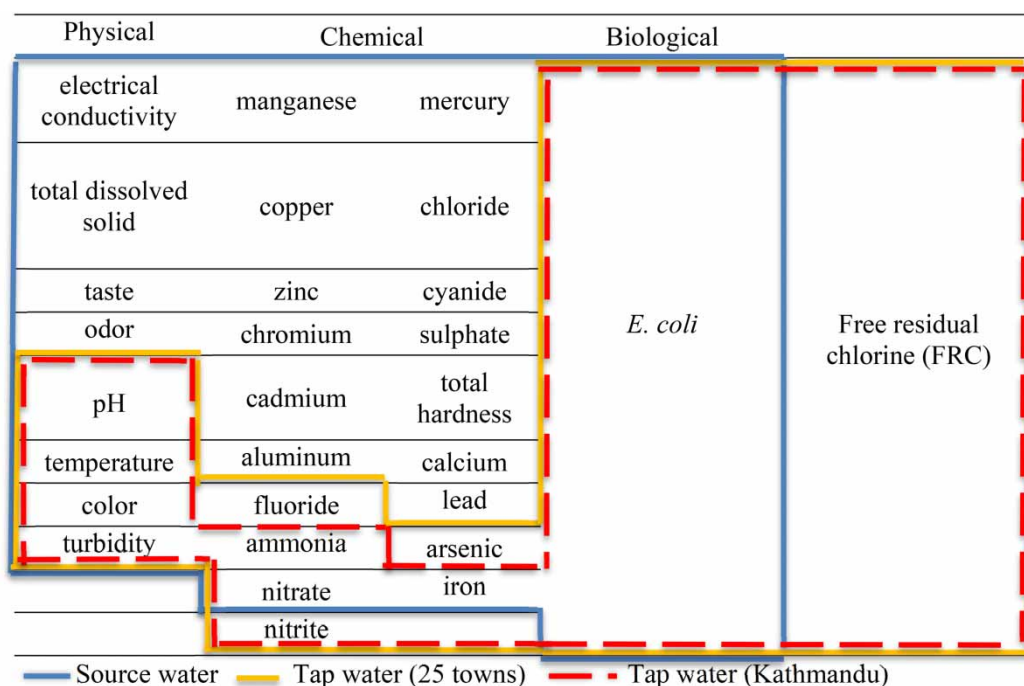 Physical Chemical Biological
electrical
conductivity
manganese
mercury
total dissolved
solid
copper
chloride
taste zinc cyanide
odor chromium sulphate
E. coli
Free residual
chlorine (FRC)
pH
cadmium
total
hardness
temperature aluminum calcium
color fluoride lead
turbidity ammonia arsenic
nitrate iron
nitrite
Source water Tap water (25 towns) Tap water (Kathmandu)